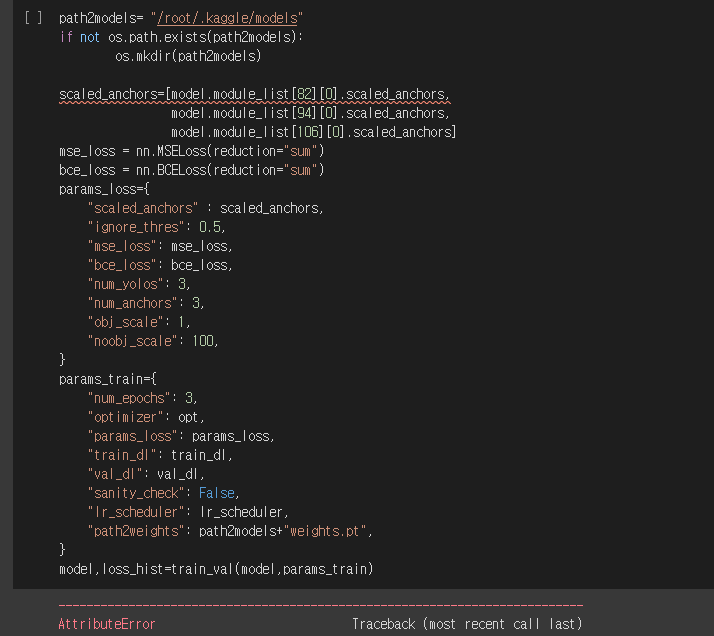 [ ] path2models= "/root/.kaggle/models"
if not os.path.exists(path2models):
        os.mkdir(path2models)

scaled_anchors=[model.module_list[82][0].scaled_anchors,
                model.module_list[94][0].scaled_anchors,
                model.module_list[106][0].scaled_anchors]
mse_loss = nn.MSELoss(reduction="sum")
bce_loss = nn.BCELoss(reduction="sum")
params_loss={
    "scaled_anchors" : scaled_anchors,
    "ignore_thres": 0.5,
    "mse_loss": mse_loss,
    "bce_loss": bce_loss,
    "num_yolos": 3,
    "num_anchors": 3,
    "obj_scale": 1,
    "noobj_scale": 100,
}
params_train={
    "num_epochs": 3,
    "optimizer": opt,
    "params_loss": params_loss,
    "train_dl": train_dl,
    "val_dl": val_dl,
    "sanity_check": False,
    "lr_scheduler": lr_scheduler,
    "path2weights": path2models+"weights.pt",
}
model,loss_hist=train_val(model,params_train)
---------------------------------------------------------------------------
AttributeError                            Traceback (most recent call last)